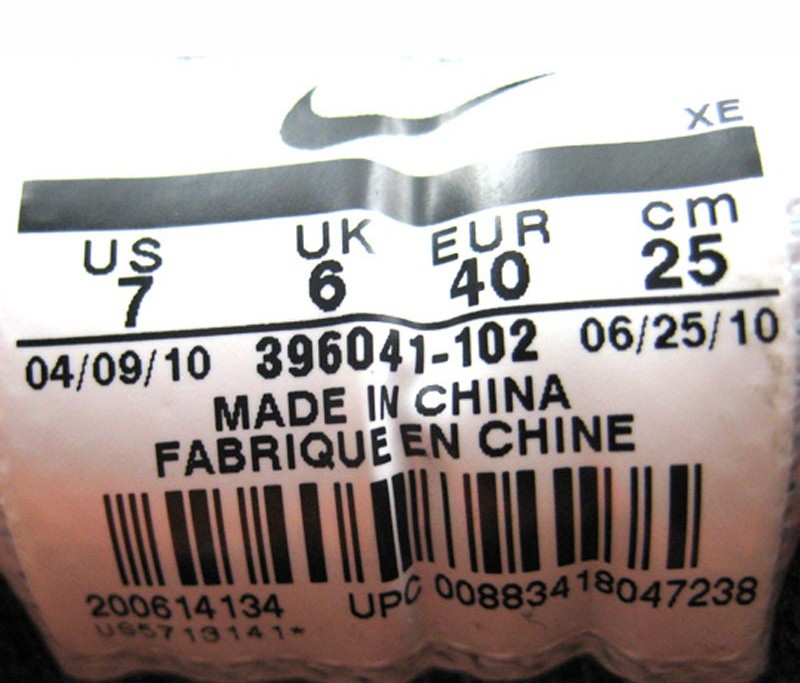 XE
US UK EUR cm
7 6 40 25
04/09/10 396041-102 06/25/10
MADE IN CHINA
FABRIQUE EN CHINE
200614134 UPC 00883418047238
US5713141*